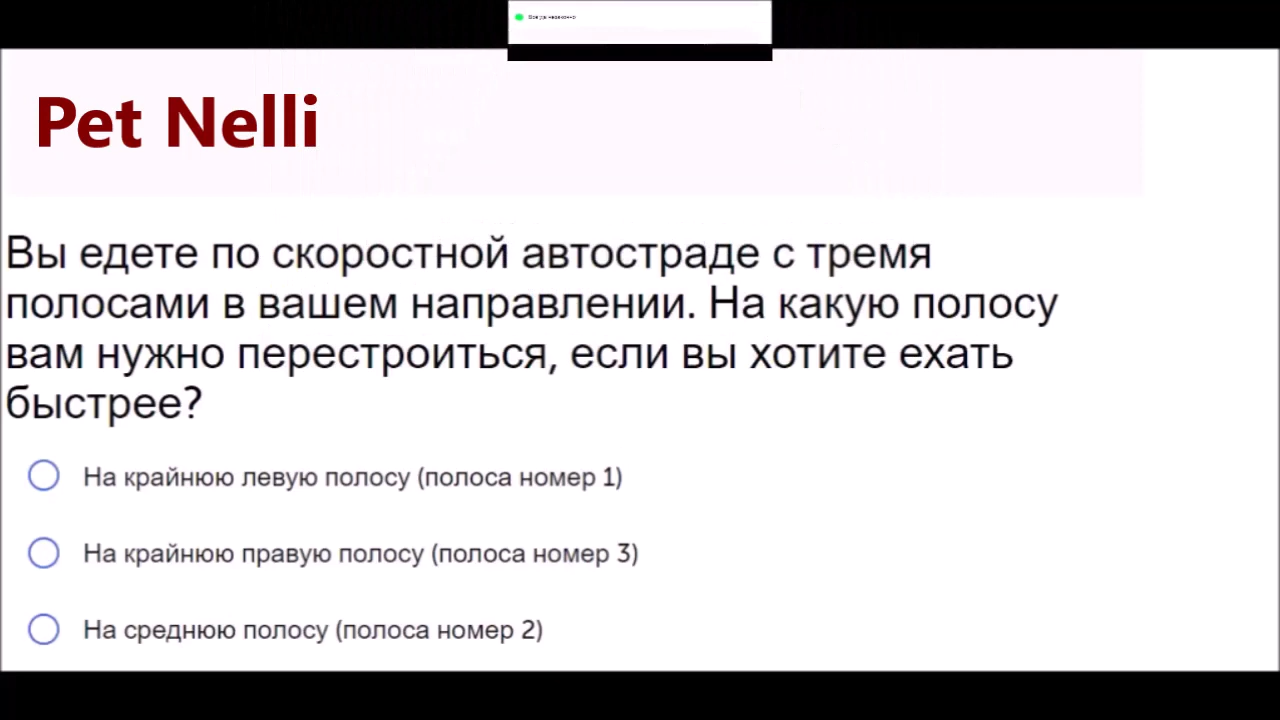 Pet Nelli
Вы едете по скоростной автостраде с тремя
полосами в вашем направлении. На какую полосу
вам нужно перестроиться, если вы хотите ехать
быстрее?
На крайнюю левую полосу (полоса номер 1)
На крайнюю правую полосу (полоса номер 3)
На среднюю полосу (полоса номер 2)